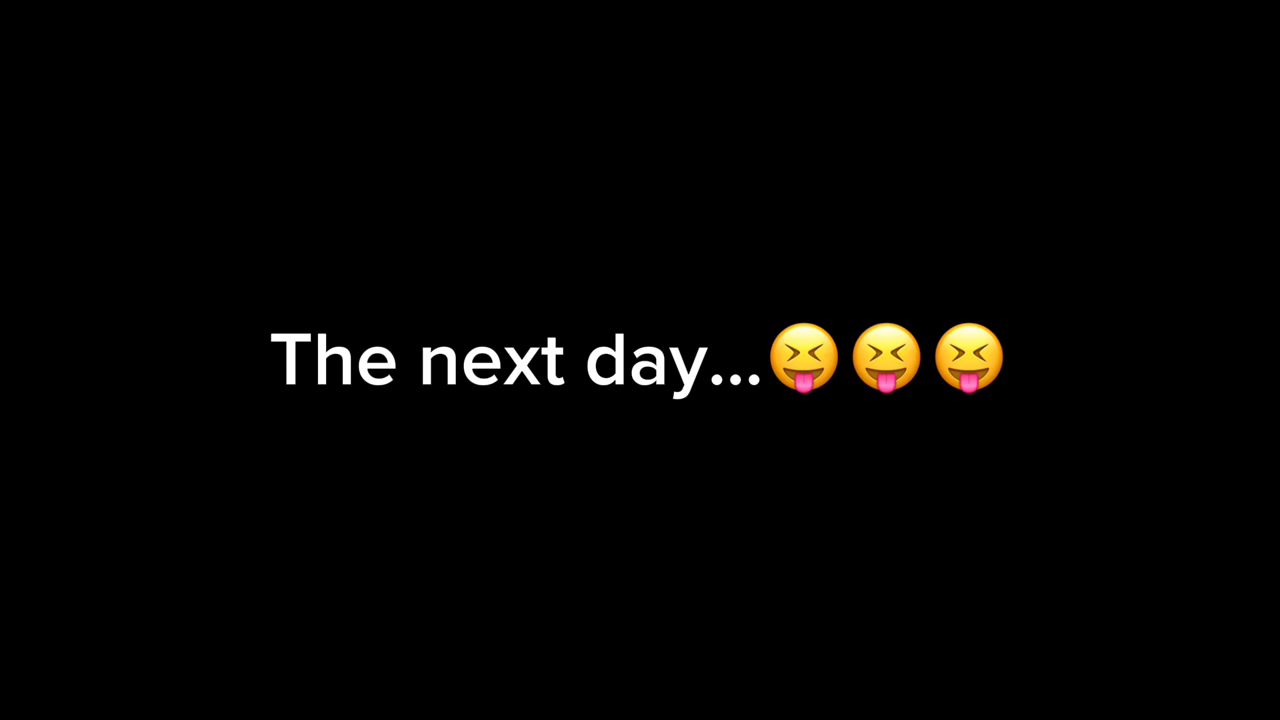 The next day...😝😝😝